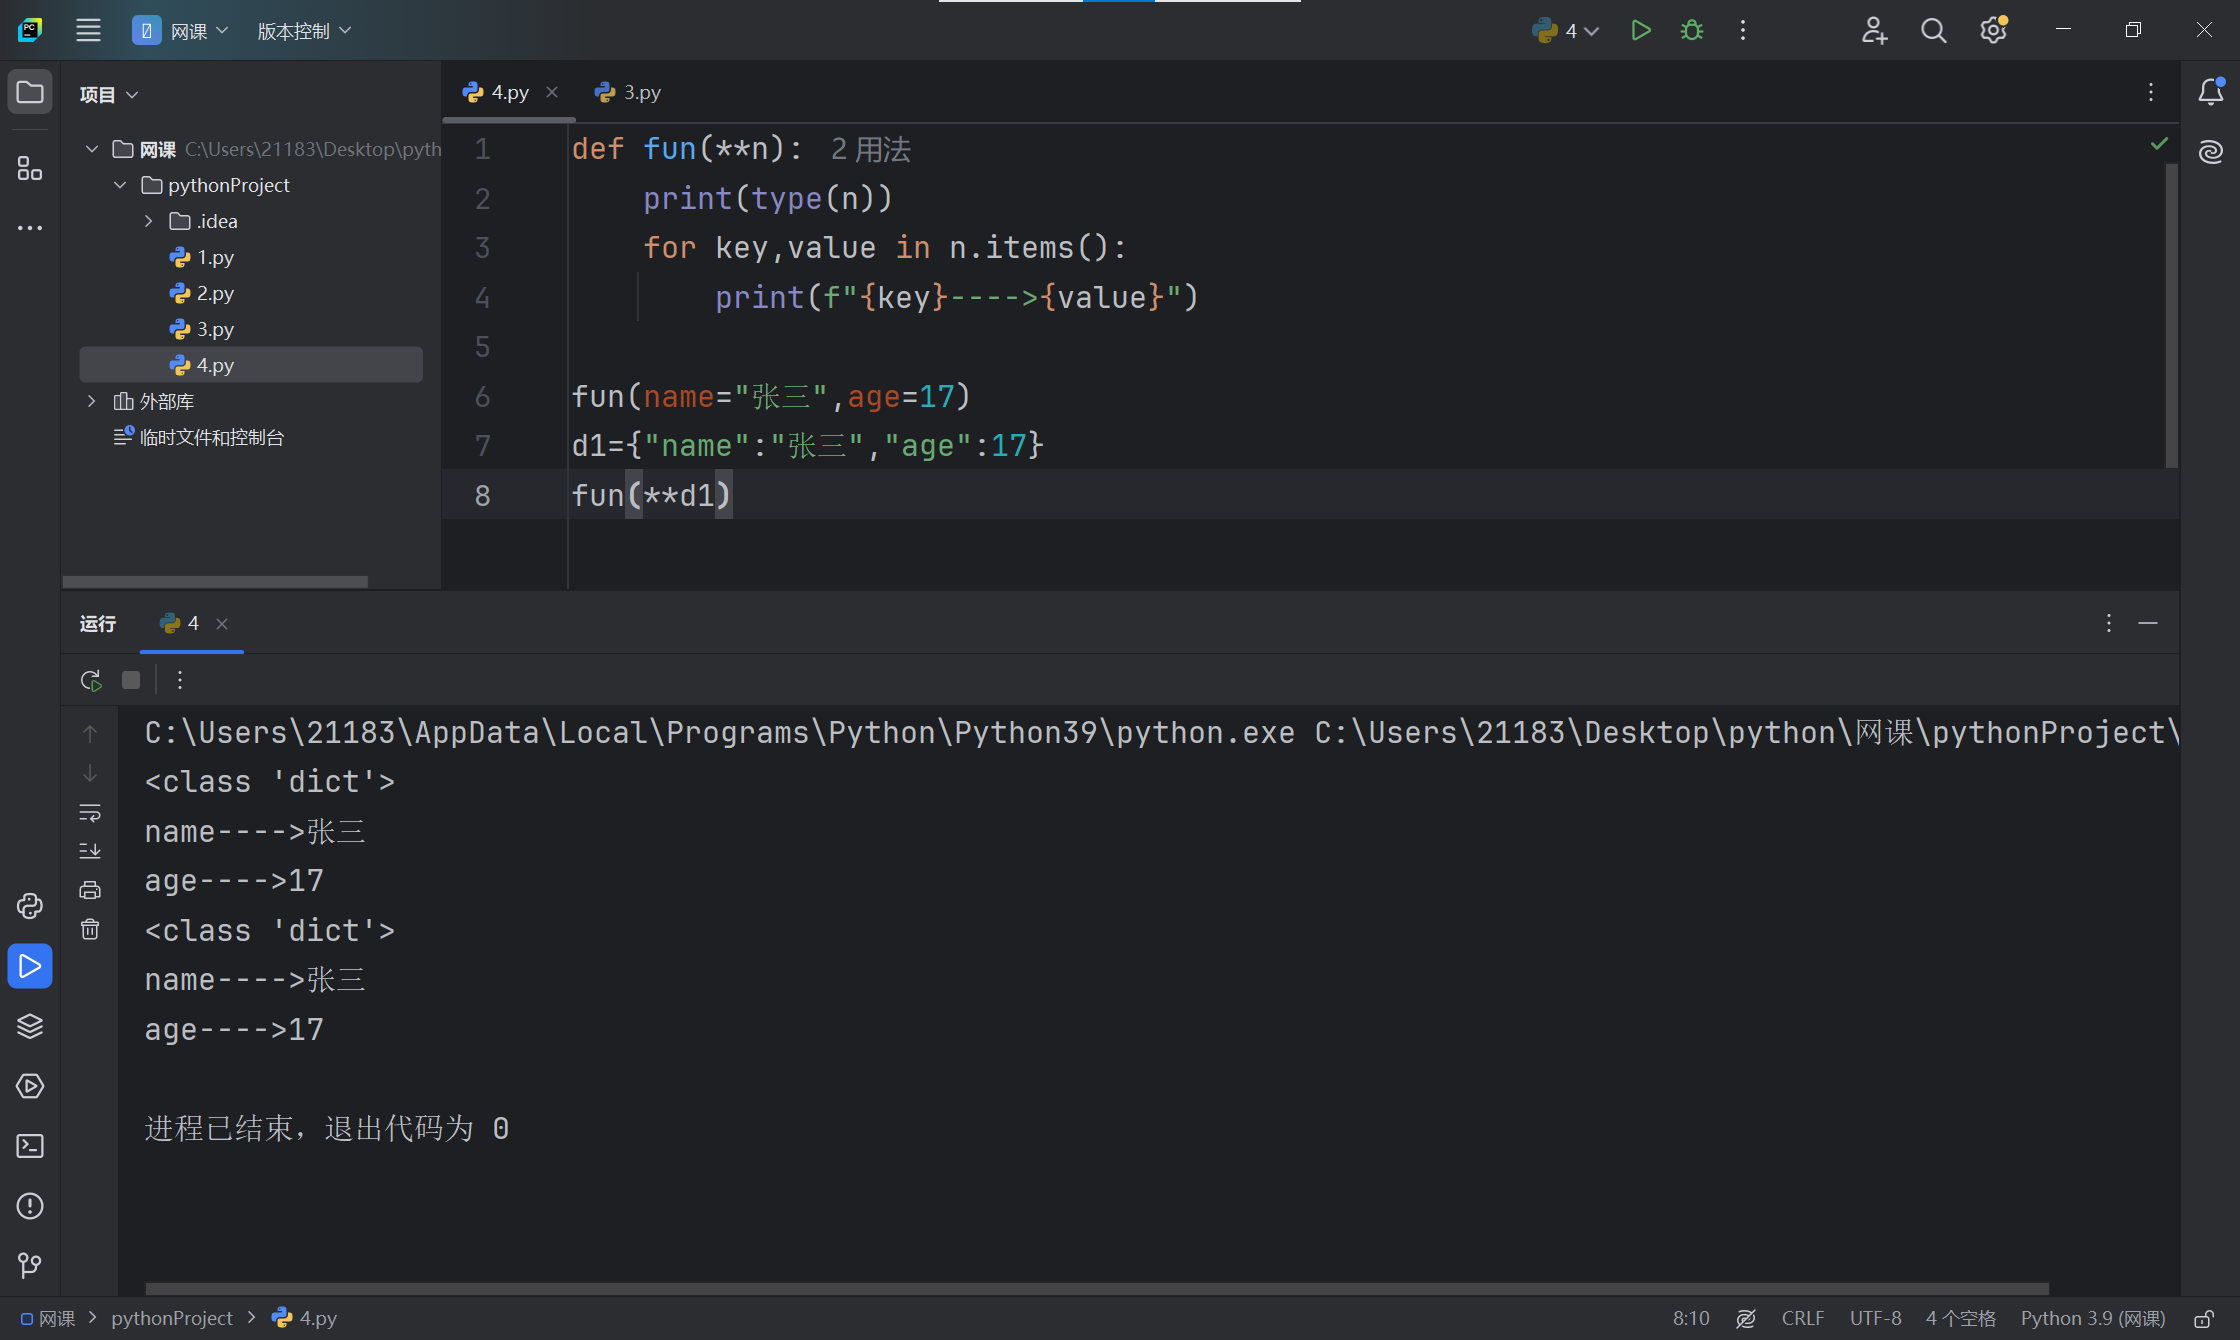 网课 版本控制 4
项目
网课 C:\Users\21183\Desktop\pyth
pythonProject
.idea
1.py
2.py
3.py
4.py
外部库
临时文件和控制台
4.py 3.py
1 def fun(**n): 2 用法
2 print(type(n))
3 for key,value in n.items():
4 print(f"{key}---->{value}")
5
6 fun(name="张三",age=17)
7 d1={"name":"张三","age":17}
8 fun(**d1)
运行 4
C:\Users\21183\AppData\Local\Programs\Python\Python39\python.exe C:\Users\21183\Desktop\python\网课\pythonProject\
<class 'dict'>
name---->张三
age---->17
<class 'dict'>
name---->张三
age---->17
进程已结束，退出代码为 0
网课 pythonProject 4.py 8:10 CRLF UTF-8 4 个空格 Python 3.9 (网课)